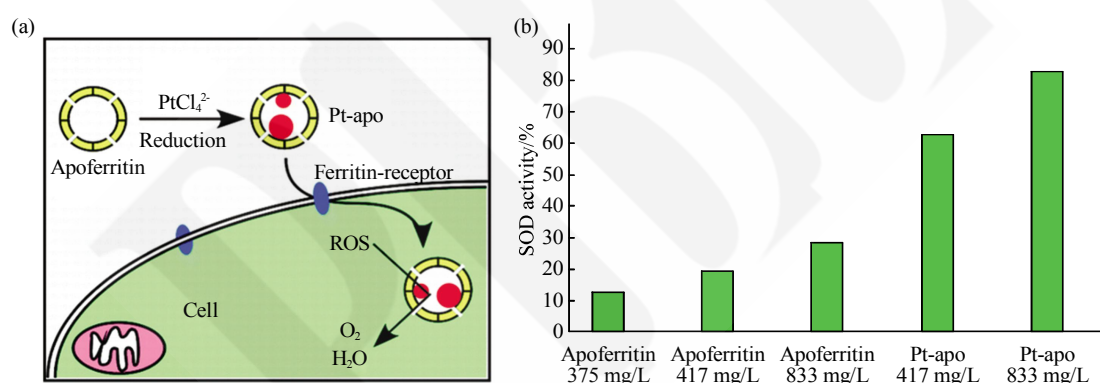 (a)
PtCl₄²⁻
Reduction
Apoferritin
Pt-apo
Ferritin-receptor
ROS
Cell
O₂
H₂O
(b)
SOD activity/%
90
80
70
60
50
40
30
20
10
0
Apoferritin
375 mg/L
Apoferritin
417 mg/L
Apoferritin
833 mg/L
Pt-apo
417 mg/L
Pt-apo
833 mg/L